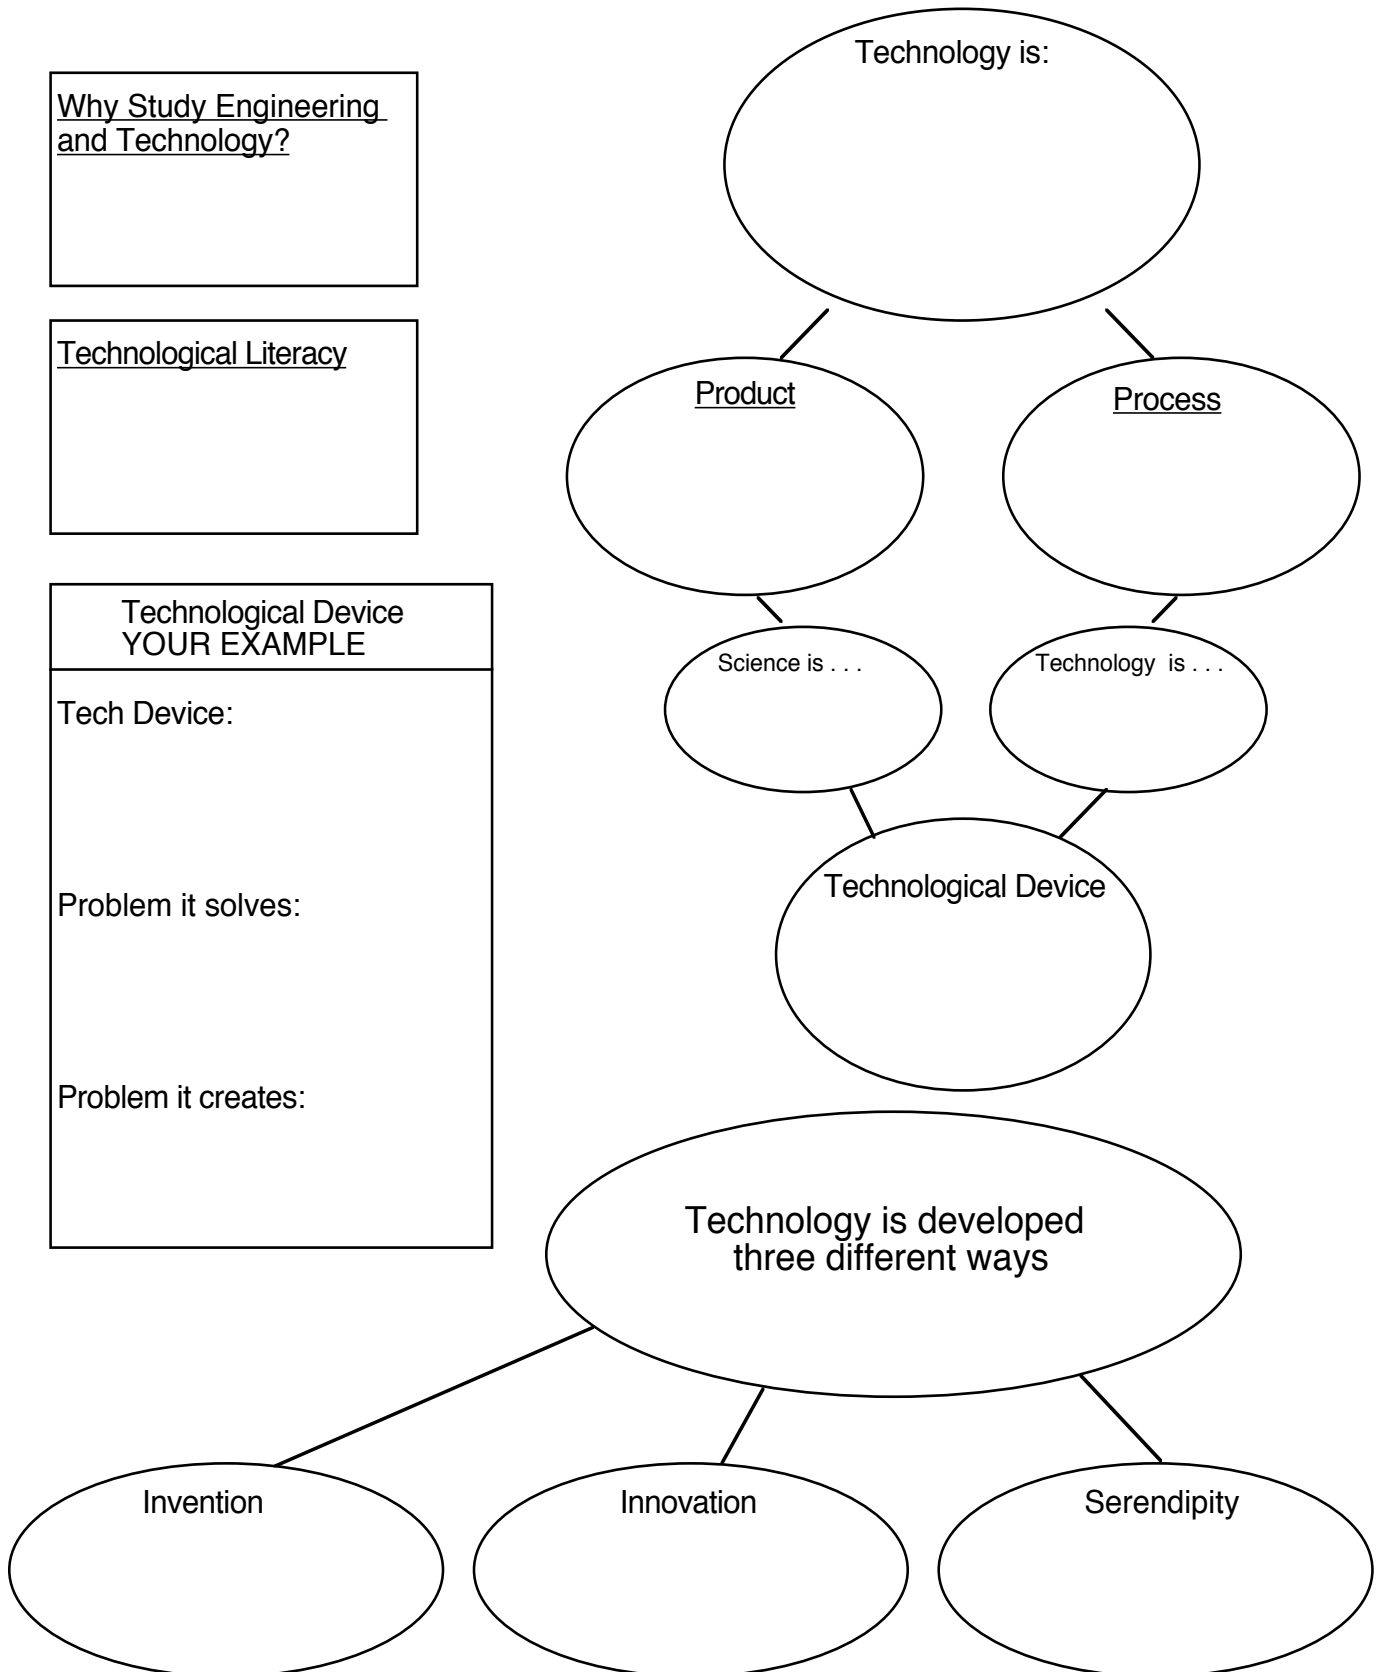 Technology is:
Why Study Engineering
and Technology?
Technological Literacy
Product
Process
Technological Device
YOUR EXAMPLE
Science is . . .
Technology is . . .
Tech Device:
Technological Device
Problem it solves:
Problem it creates:
Technology is developed
three different ways
Invention
Innovation
Serendipity